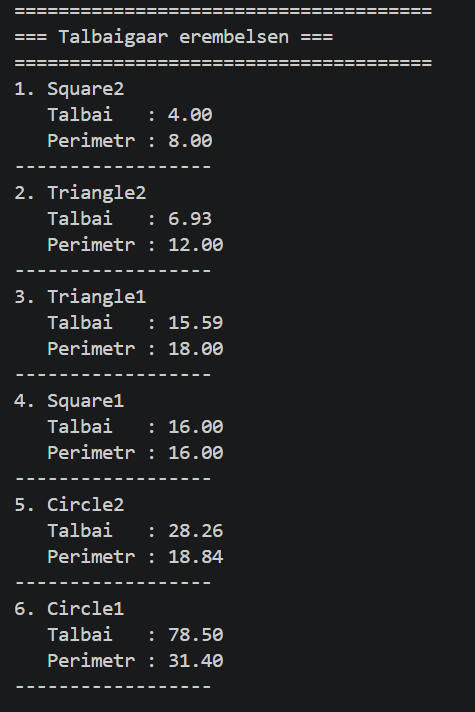 ======================================
=== Talbaigaar erembelsen ===
======================================
1. Square2
   Talbai   : 4.00
   Perimetr : 8.00
------------------
2. Triangle2
   Talbai   : 6.93
   Perimetr : 12.00
------------------
3. Triangle1
   Talbai   : 15.59
   Perimetr : 18.00
------------------
4. Square1
   Talbai   : 16.00
   Perimetr : 16.00
------------------
5. Circle2
   Talbai   : 28.26
   Perimetr : 18.84
------------------
6. Circle1
   Talbai   : 78.50
   Perimetr : 31.40
------------------